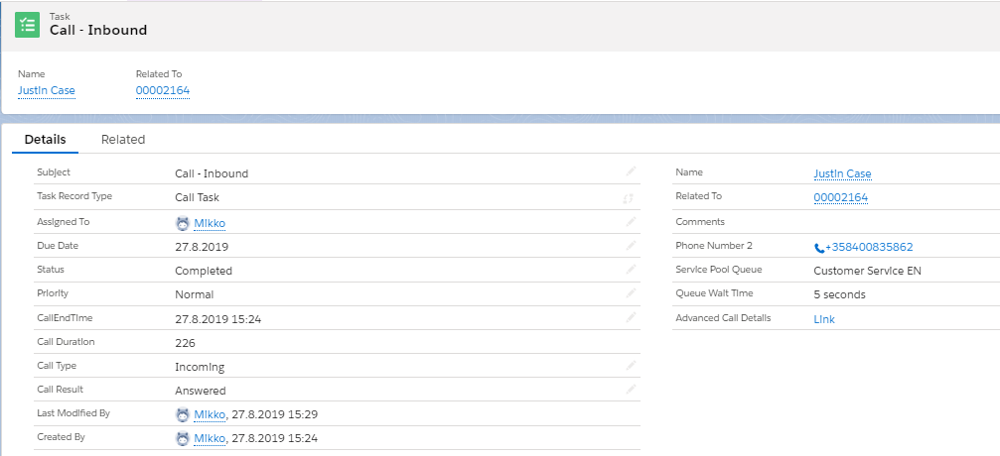 Task
Call - Inbound
Name
Related To
Justin Case
00002164
Details
Related
Subject
Call - Inbound
Task Record Type
Call Task
Assigned To
Mikko
Due Date
27.8.2019
Status
Completed
Priority
Normal
CallEndTime
27.8.2019 15:24
Call Duration
226
Call Type
Incoming
Call Result
Answered
Last Modified By
Mikko, 27.8.2019 15:29
Created By
Mikko, 27.8.2019 15:24
Name
Justin Case
Related To
00002164
Comments
Phone Number 2
+358400835862
Service Pool Queue
Customer Service EN
Queue Wait Time
5 seconds
Advanced Call Details
Link